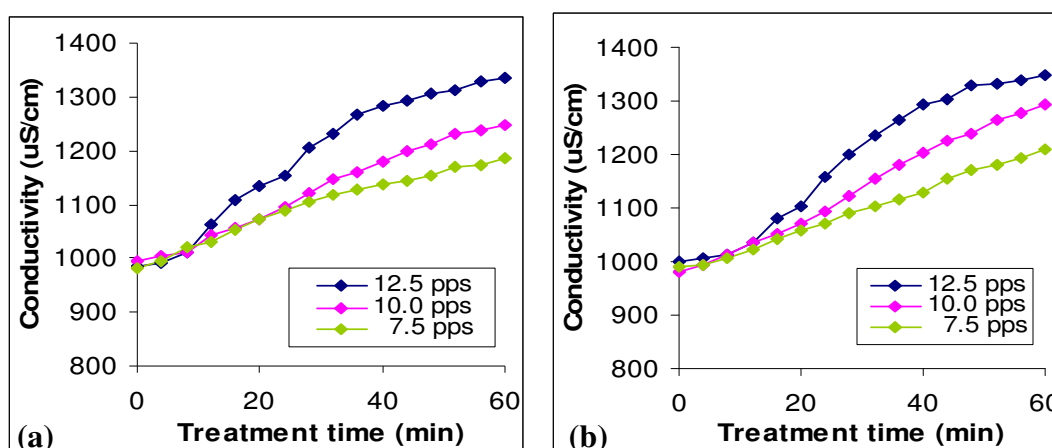 1400
1300
1200
1100
1000
900
800
Conductivity (uS/cm)
12.5 pps
10.0 pps
7.5 pps
0 20 40 60
(a) Treatment time (min)
1400
1300
1200
1100
1000
900
800
Conductivity (uS/cm)
12.5 pps
10.0 pps
7.5 pps
0 20 40 60
(b) Treatment time (min)